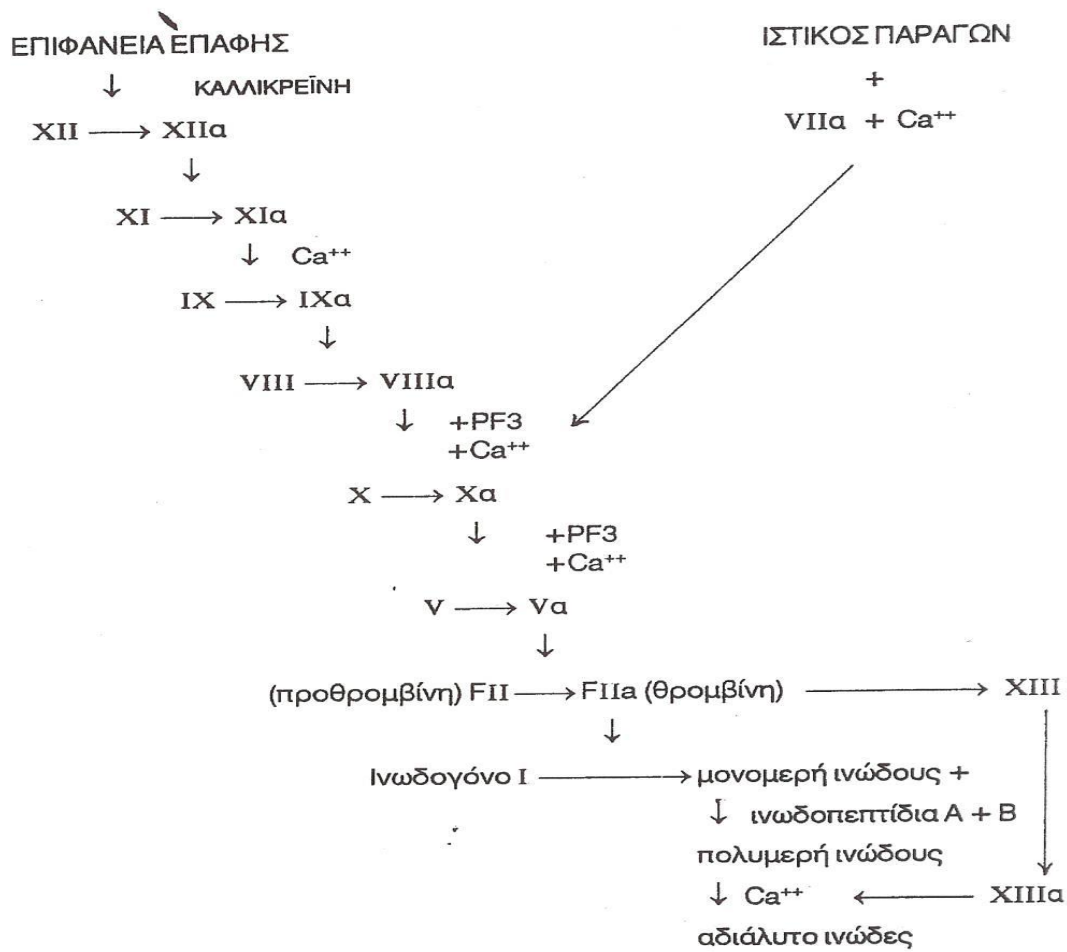 ΕΠΙΦΑΝΕΙΑ ΕΠΑΦΗΣ
ΙΣΤΙΚΟΣ ΠΑΡΑΓΩΝ
↓ ΚΑΛΛΙΚΡΕΪΝΗ
+
XII → XIIα
VIIα + Ca⁺⁺
↓
XI → XIα
↓ Ca⁺⁺
IX → IXα
↓
VIII → VIIIα
↓ +PF3
+Ca⁺⁺
X → Xα
↓ +PF3
+Ca⁺⁺
V → Vα
↓
(προθρομβίνη) FII → FIIa (θρομβίνη) → XIII
↓
Ινωδογόνο I → μονομερή ινώδους +
↓ ινωδοπεπτίδια A + B
πολυμερή ινώδους
↓ Ca⁺⁺ ← XIIIα
αδιάλυτο ινώδες